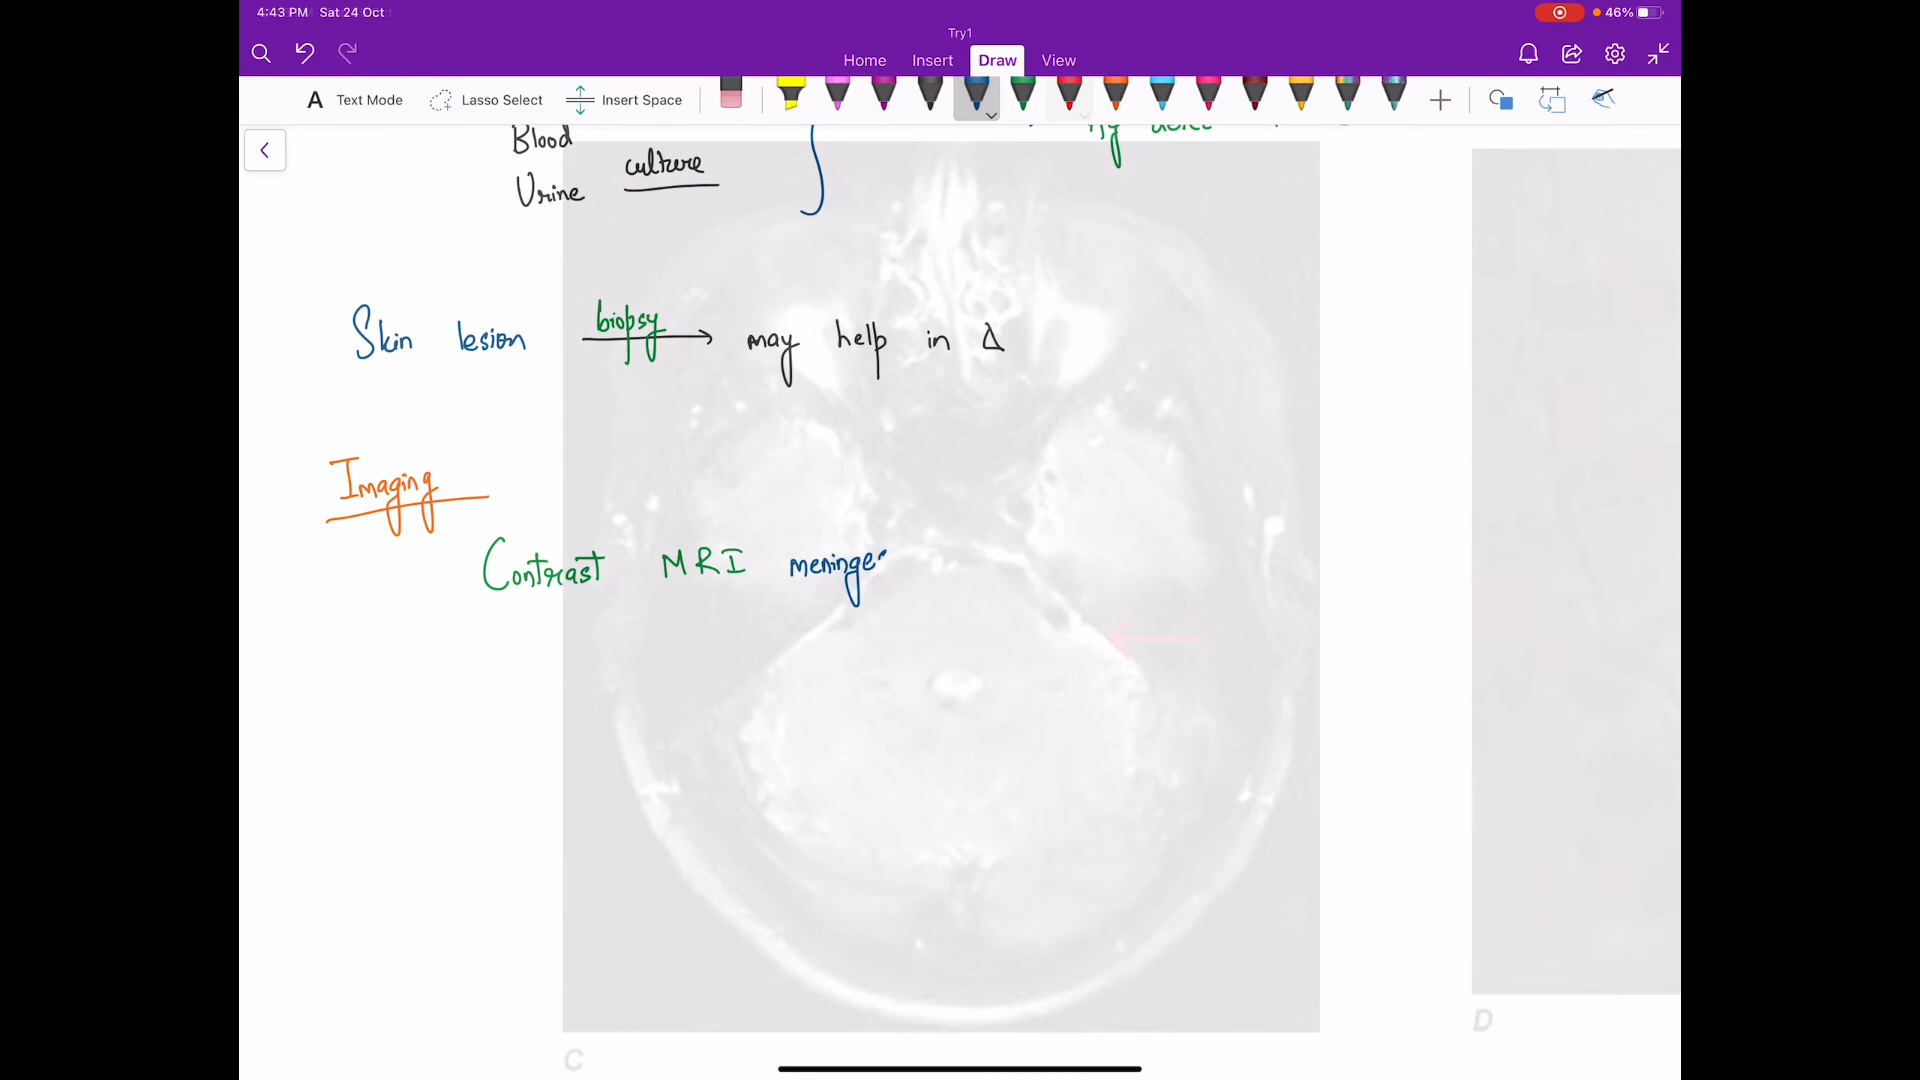 4:43 PM Sat 24 Oct
46%
Try1
Home Insert Draw View
A Text Mode Lasso Select Insert Space
Blood
Urine culture
Skin lesion biopsy may help in Δ
Imaging
Contrast MRI meninge
C
D